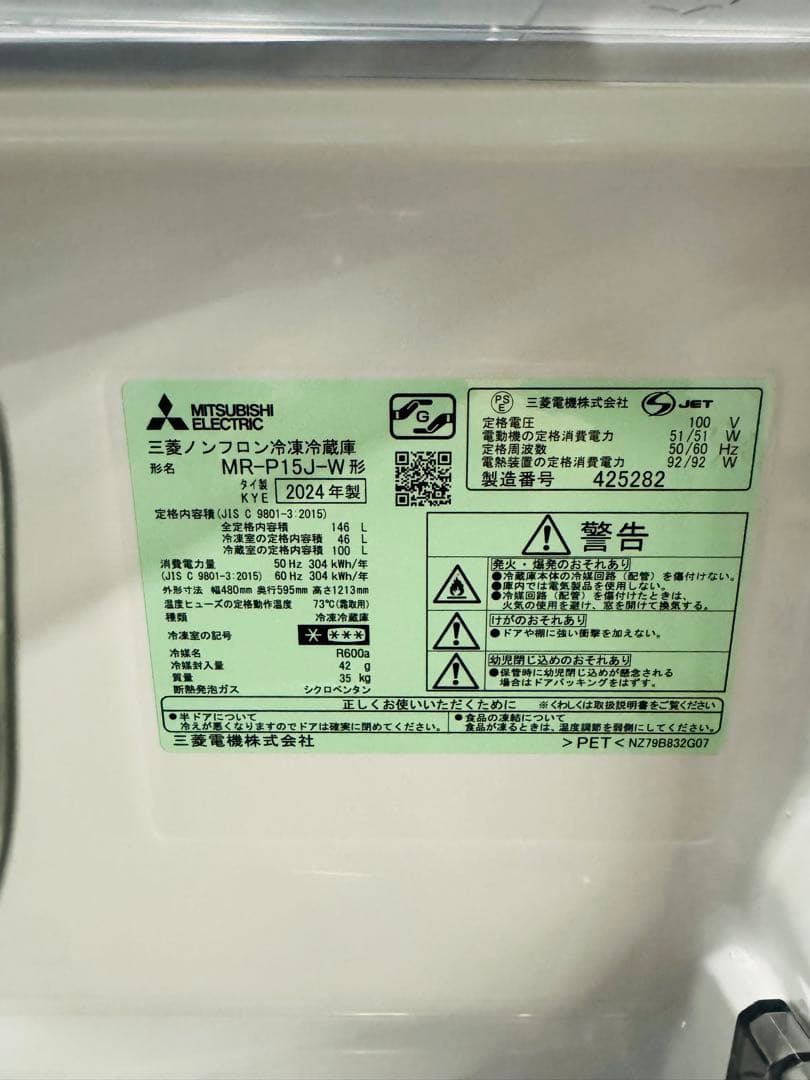 MITSUBISHI
ELECTRIC
三菱ノンフロン冷凍冷蔵庫
形名 MR-P15J-W形
タイ製
KYE 2024年製
定格内容積(JIS C 9801-3:2015)
全定格内容積 146 L
冷凍室の定格内容積 46 L
冷蔵室の定格内容積 100 L
消費電力量 50 Hz 304 kWh/年
(JIS C 9801-3:2015) 60 Hz 304 kWh/年
外形寸法 幅480mm 奥行595mm 高さ1213mm
温度ヒューズの定格動作温度 73℃(霜取用)
種類 冷凍冷蔵庫
冷凍室の記号 * ***
冷媒名 R600a
冷媒封入量 42 g
質量 35 kg
断熱発泡ガス シクロペンタン
G
PS
E 三菱電機株式会社 S JET
定格電圧 100 V
電動機の定格消費電力 51/51 W
定格周波数 50/60 Hz
電熱装置の定格消費電力 92/92 W
製造番号 425282
警告
発火・爆発のおそれあり
●冷蔵庫本体の冷媒回路(配管)を傷付けない。
●庫内では電気製品を使用しない。
●冷媒回路(配管)を傷付けたときは、
火気の使用を避け、窓を開けて換気する。
けがのおそれあり
●ドアや棚に強い衝撃を加えない。
幼児閉じ込めのおそれあり
●保管時に幼児閉じ込めが懸念される
場合はドアパッキングをはずす。
正しくお使いいただくために ※くわしくは取扱説明書をご覧ください
●半ドアについて
冷えが悪くなりますのでドアは確実に閉めてください。
●食品の凍結について
食品が凍るときは、温度調節を弱側にしてください。
三菱電機株式会社 >PET< NZ79B832G07